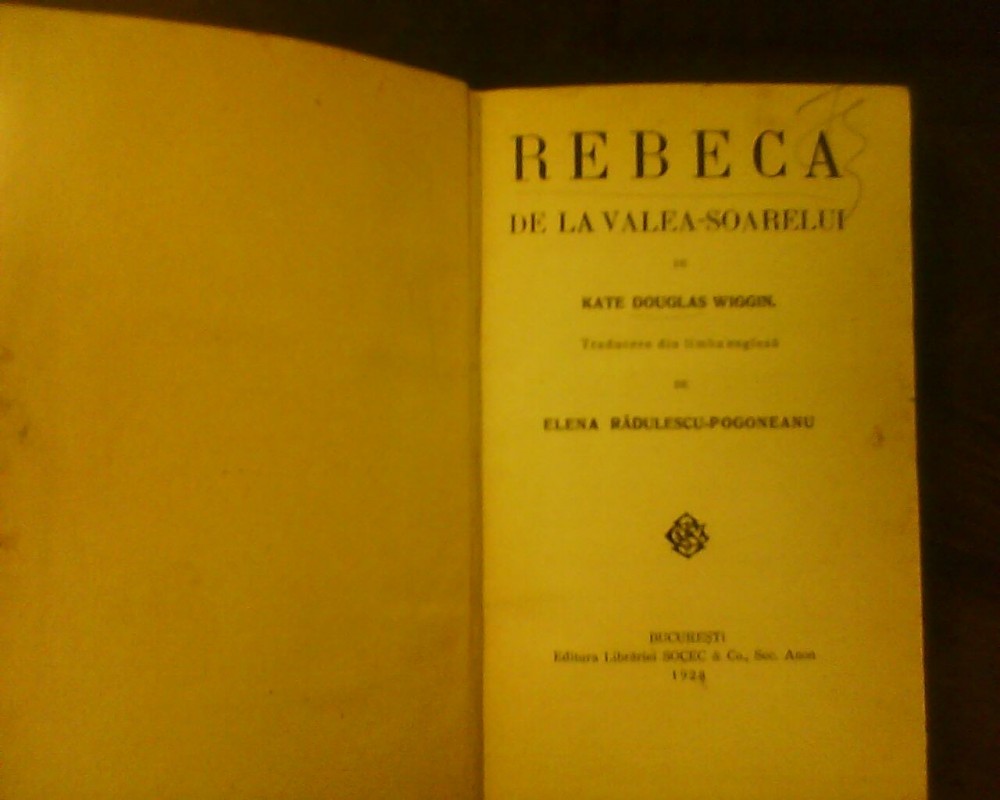 REBECA
DE LA VALEA-SOARELUI
DE
KATE DOUGLAS WIGGIN.
Traducere din limba engleză
DE
ELENA RĂDULESCU-POGONEANU
BUCUREȘTI
Editura Librăriei SOCEC & Co., Soc. Anon